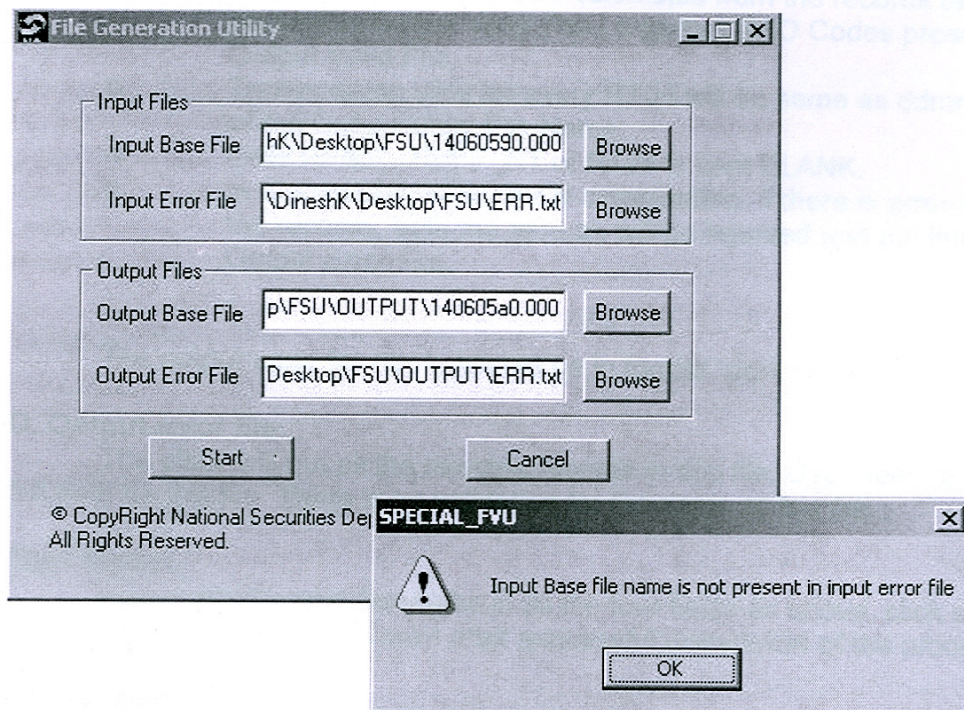 File Generation Utility
Input Files
Input Base File hK\Desktop\FSU\14060590.000 Browse
Input Error File \DineshK\Desktop\FSU\ERR.txt Browse
Output Files
Output Base File p\FSU\OUTPUT\140605a0.000 Browse
Output Error File Desktop\FSU\OUTPUT\ERR.txt Browse
Start Cancel
© CopyRight National Securities Dep
All Rights Reserved.
SPECIAL_FVU
Input Base file name is not present in input error file
OK